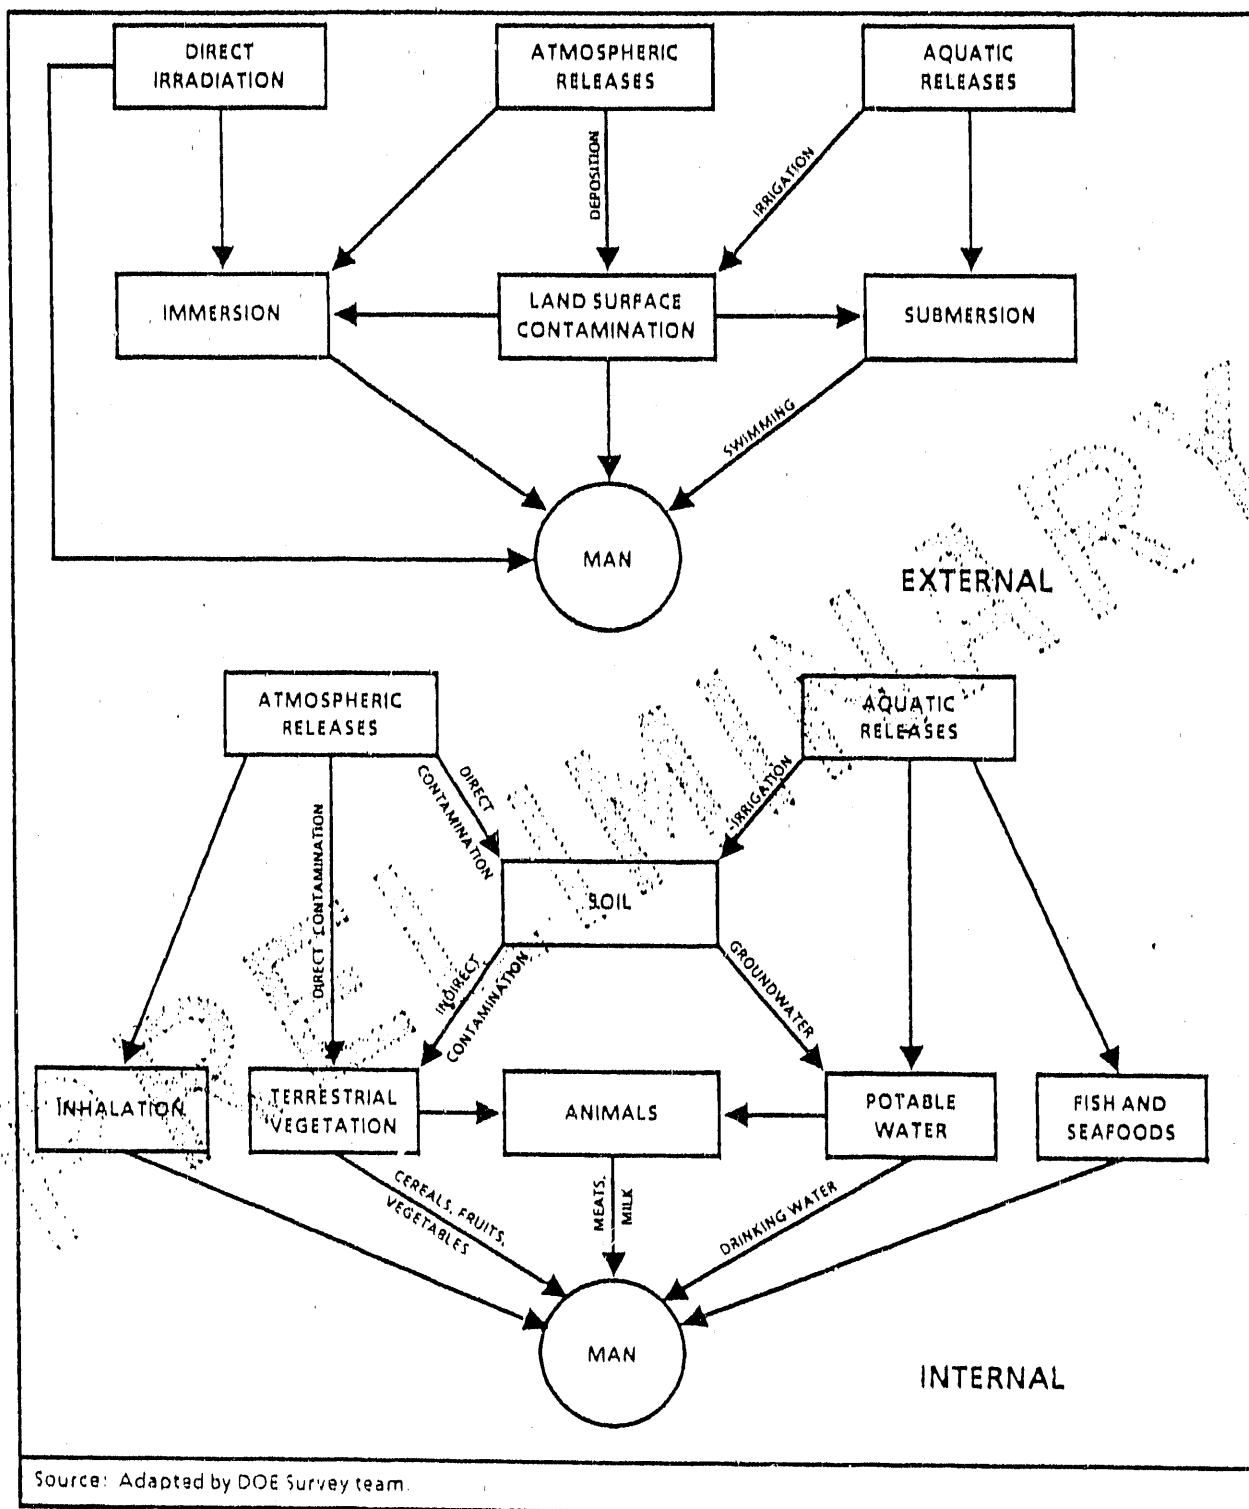 DIRECT
IRRADIATION
ATMOSPHERIC
RELEASES
AQUATIC
RELEASES
DEPOSITION
IRRIGATION
IMMERSION
LAND SURFACE
CONTAMINATION
SUBMERSION
SWIMMING
MAN
EXTERNAL
ATMOSPHERIC
RELEASES
AQUATIC
RELEASES
DIRECT
CONTAMINATION
IRRIGATION
DIRECT CONTAMINATION
SOIL
INDIRECT
CONTAMINATION
GROUNDWATER
INHALATION
TERRESTRIAL
VEGETATION
ANIMALS
POTABLE
WATER
FISH AND
SEAFOODS
CEREALS, FRUITS,
VEGETABLES
MEATS,
MILK
DRINKING WATER
MAN
INTERNAL
PRELIMINARY
Source: Adapted by DOE Survey team.